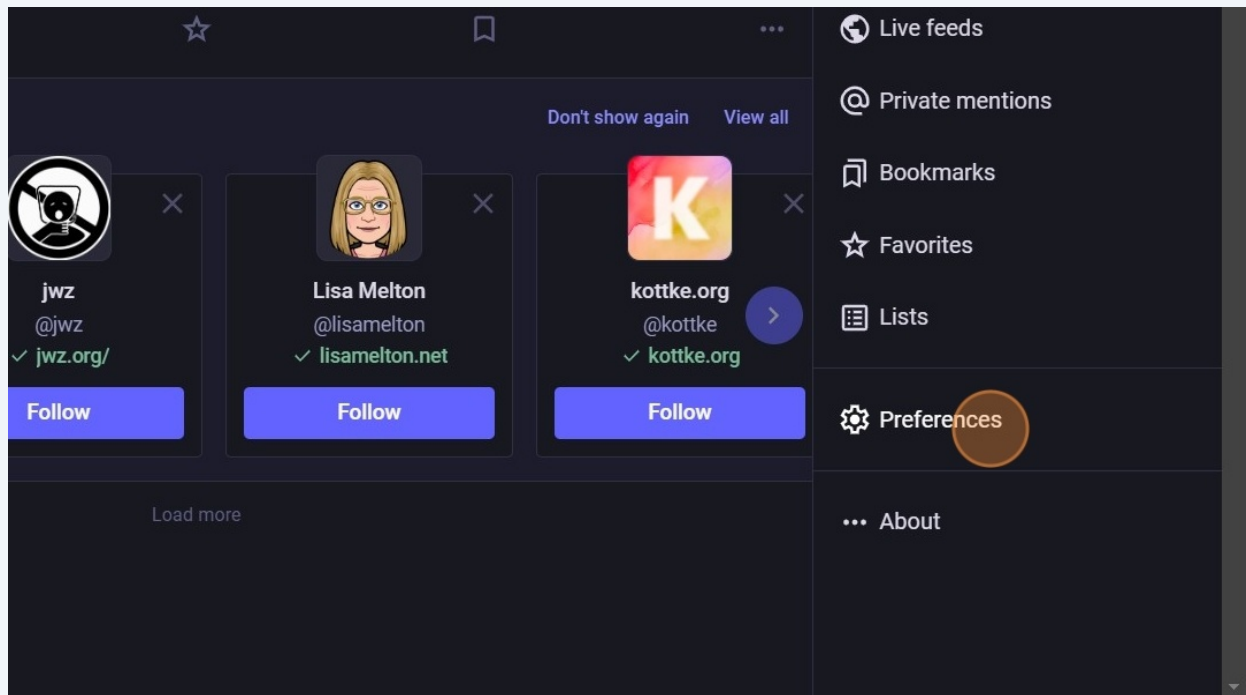 Don't show again View all
jwz
@jwz
✓ jwz.org/
Follow
Lisa Melton
@lisamelton
✓ lisamelton.net
Follow
K
kottke.org
@kottke
✓ kottke.org
Follow
Load more
Live feeds
Private mentions
Bookmarks
Favorites
Lists
Preferences
About